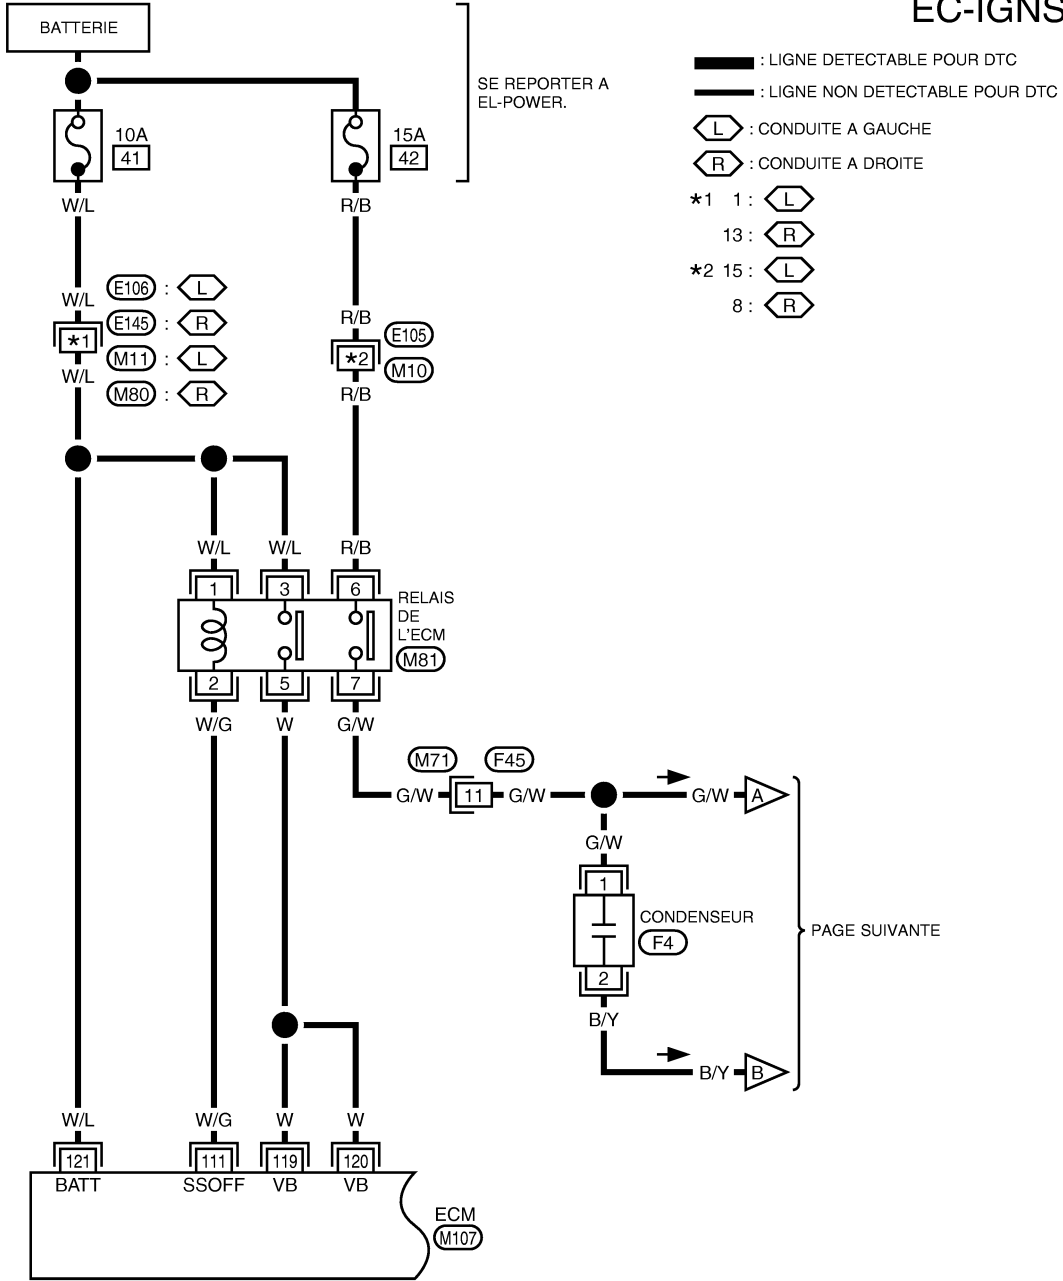 EC-IGNS
BATTERIE
SE REPORTER A
EL-POWER.
: LIGNE DETECTABLE POUR DTC
: LIGNE NON DETECTABLE POUR DTC
L : CONDUITE A GAUCHE
R : CONDUITE A DROITE
*1 1 : L
13 : R
*2 15 : L
8 : R
10A
41
15A
42
W/L
R/B
W/L
R/B
E106 : L
E145 : R
M11 : L
M80 : R
*1
*2
E105
M10
W/L
R/B
W/L
W/L
R/B
1
3
6
RELAIS
DE
L'ECM
M81
2
5
7
W/G
W
G/W
M71
F45
G/W
11
G/W
G/W
A
G/W
1
CONDENSEUR
F4
2
B/Y
B/Y
B
PAGE SUIVANTE
W/L
W/G
W
W
121
111
119
120
BATT
SSOFF
VB
VB
ECM
M107